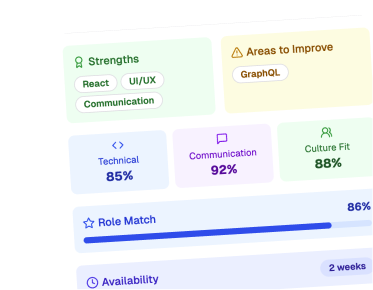 Strengths
React UI/UX
Communication
Areas to Improve
GraphQL
Technical
85%
Communication
92%
Culture Fit
88%
Role Match 86%
Availability 2 weeks